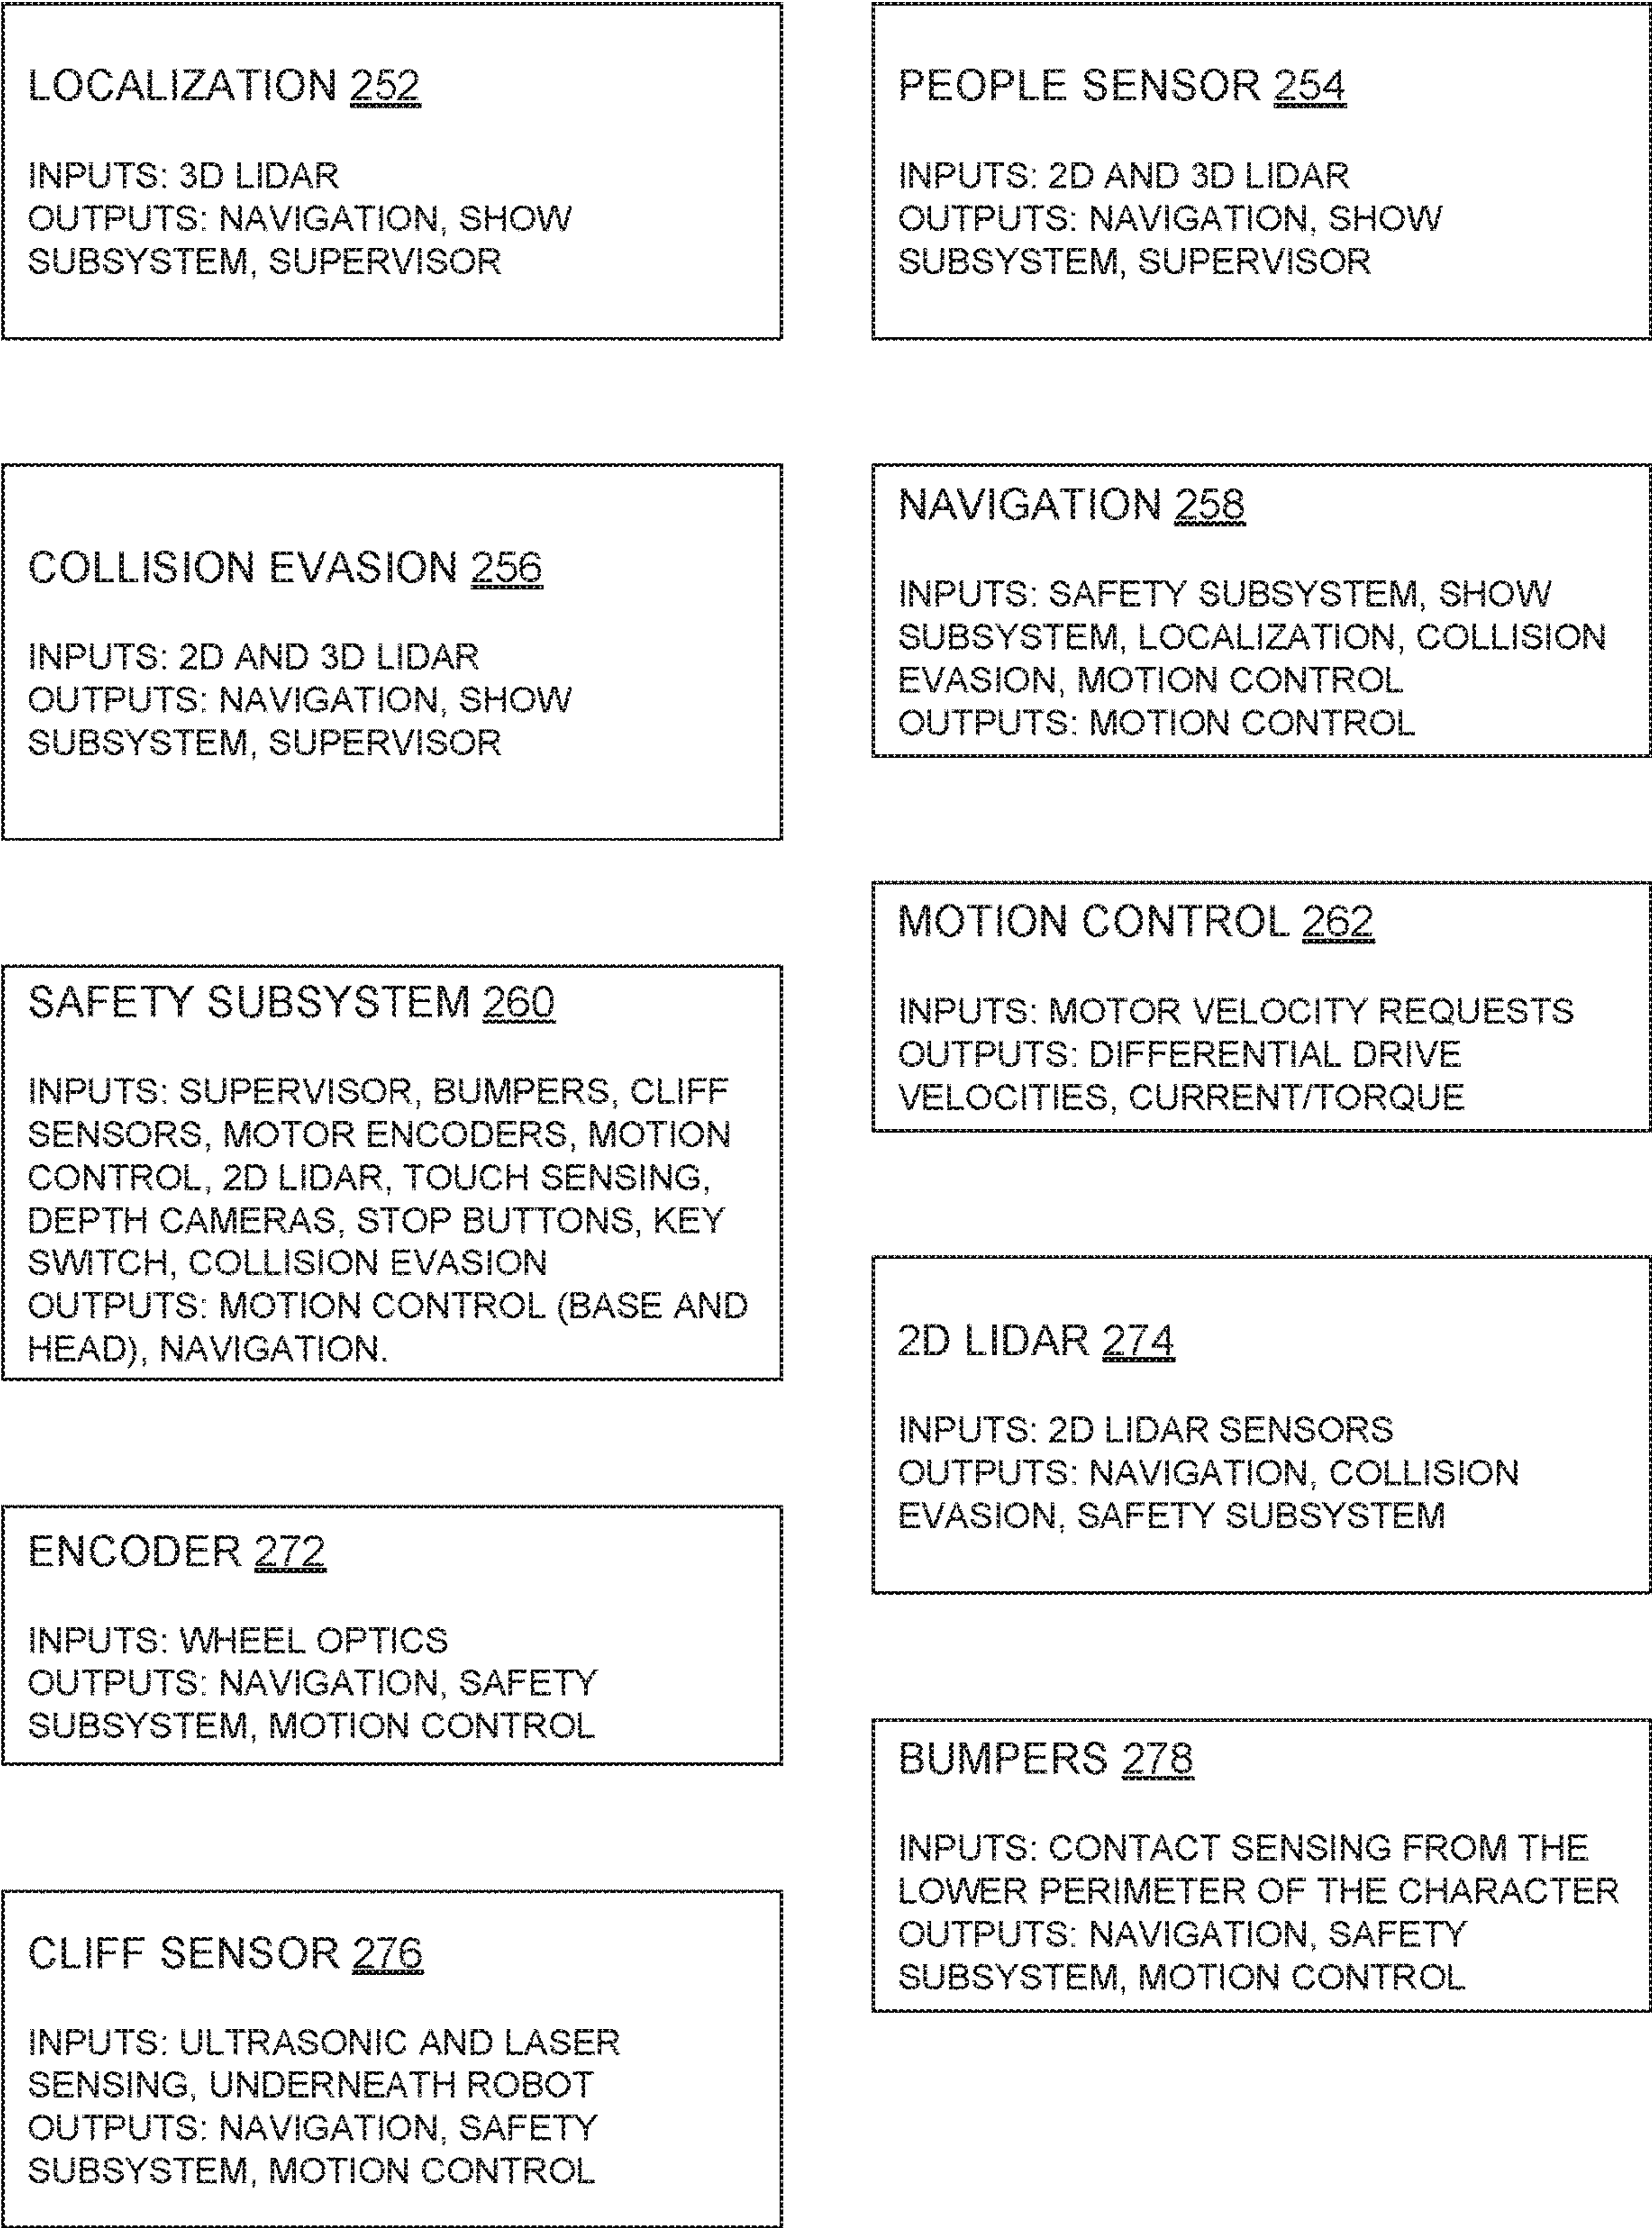 LOCALIZATION 252
INPUTS: 3D LIDAR
OUTPUTS: NAVIGATION, SHOW
SUBSYSTEM, SUPERVISOR
PEOPLE SENSOR 254
INPUTS: 2D AND 3D LIDAR
OUTPUTS: NAVIGATION, SHOW
SUBSYSTEM, SUPERVISOR
COLLISION EVASION 256
INPUTS: 2D AND 3D LIDAR
OUTPUTS: NAVIGATION, SHOW
SUBSYSTEM, SUPERVISOR
NAVIGATION 258
INPUTS: SAFETY SUBSYSTEM, SHOW
SUBSYSTEM, LOCALIZATION, COLLISION
EVASION, MOTION CONTROL
OUTPUTS: MOTION CONTROL
SAFETY SUBSYSTEM 260
INPUTS: SUPERVISOR, BUMPERS, CLIFF
SENSORS, MOTOR ENCODERS, MOTION
CONTROL, 2D LIDAR, TOUCH SENSING,
DEPTH CAMERAS, STOP BUTTONS, KEY
SWITCH, COLLISION EVASION
OUTPUTS: MOTION CONTROL (BASE AND
HEAD), NAVIGATION.
MOTION CONTROL 262
INPUTS: MOTOR VELOCITY REQUESTS
OUTPUTS: DIFFERENTIAL DRIVE
VELOCITIES, CURRENT/TORQUE
ENCODER 272
INPUTS: WHEEL OPTICS
OUTPUTS: NAVIGATION, SAFETY
SUBSYSTEM, MOTION CONTROL
2D LIDAR 274
INPUTS: 2D LIDAR SENSORS
OUTPUTS: NAVIGATION, COLLISION
EVASION, SAFETY SUBSYSTEM
CLIFF SENSOR 276
INPUTS: ULTRASONIC AND LASER
SENSING, UNDERNEATH ROBOT
OUTPUTS: NAVIGATION, SAFETY
SUBSYSTEM, MOTION CONTROL
BUMPERS 278
INPUTS: CONTACT SENSING FROM THE
LOWER PERIMETER OF THE CHARACTER
OUTPUTS: NAVIGATION, SAFETY
SUBSYSTEM, MOTION CONTROL